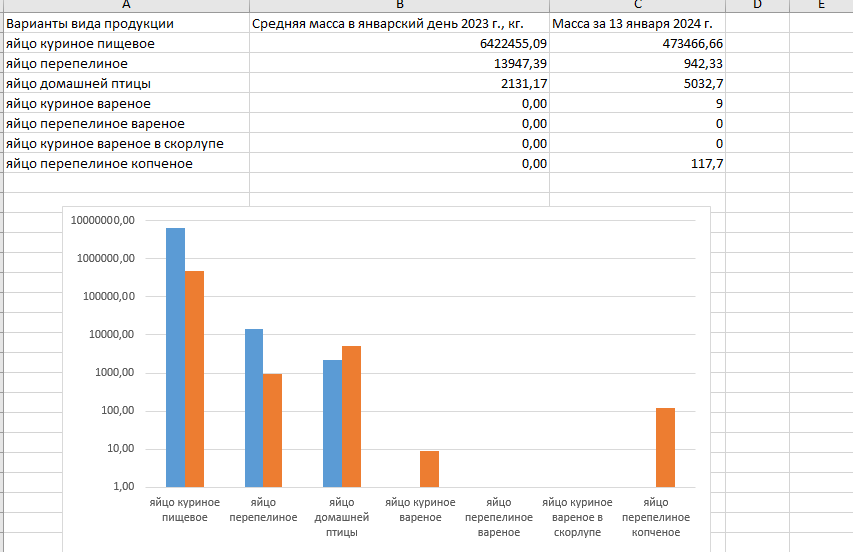 A B C D E
Варианты вида продукции Средняя масса в январский день 2023 г., кг. Масса за 13 января 2024 г.
яйцо куриное пищевое 6422455,09 473466,66
яйцо перепелиное 13947,39 942,33
яйцо домашней птицы 2131,17 5032,7
яйцо куриное вареное 0,00 9
яйцо перепелиное вареное 0,00 0
яйцо куриное вареное в скорлупе 0,00 0
яйцо перепелиное копченое 0,00 117,7
10000000,00
1000000,00
100000,00
10000,00
1000,00
100,00
10,00
1,00
яйцо куриное пищевое
яйцо перепелиное
яйцо домашней птицы
яйцо куриное вареное
яйцо перепелиное вареное
яйцо куриное вареное в скорлупе
яйцо перепелиное копченое